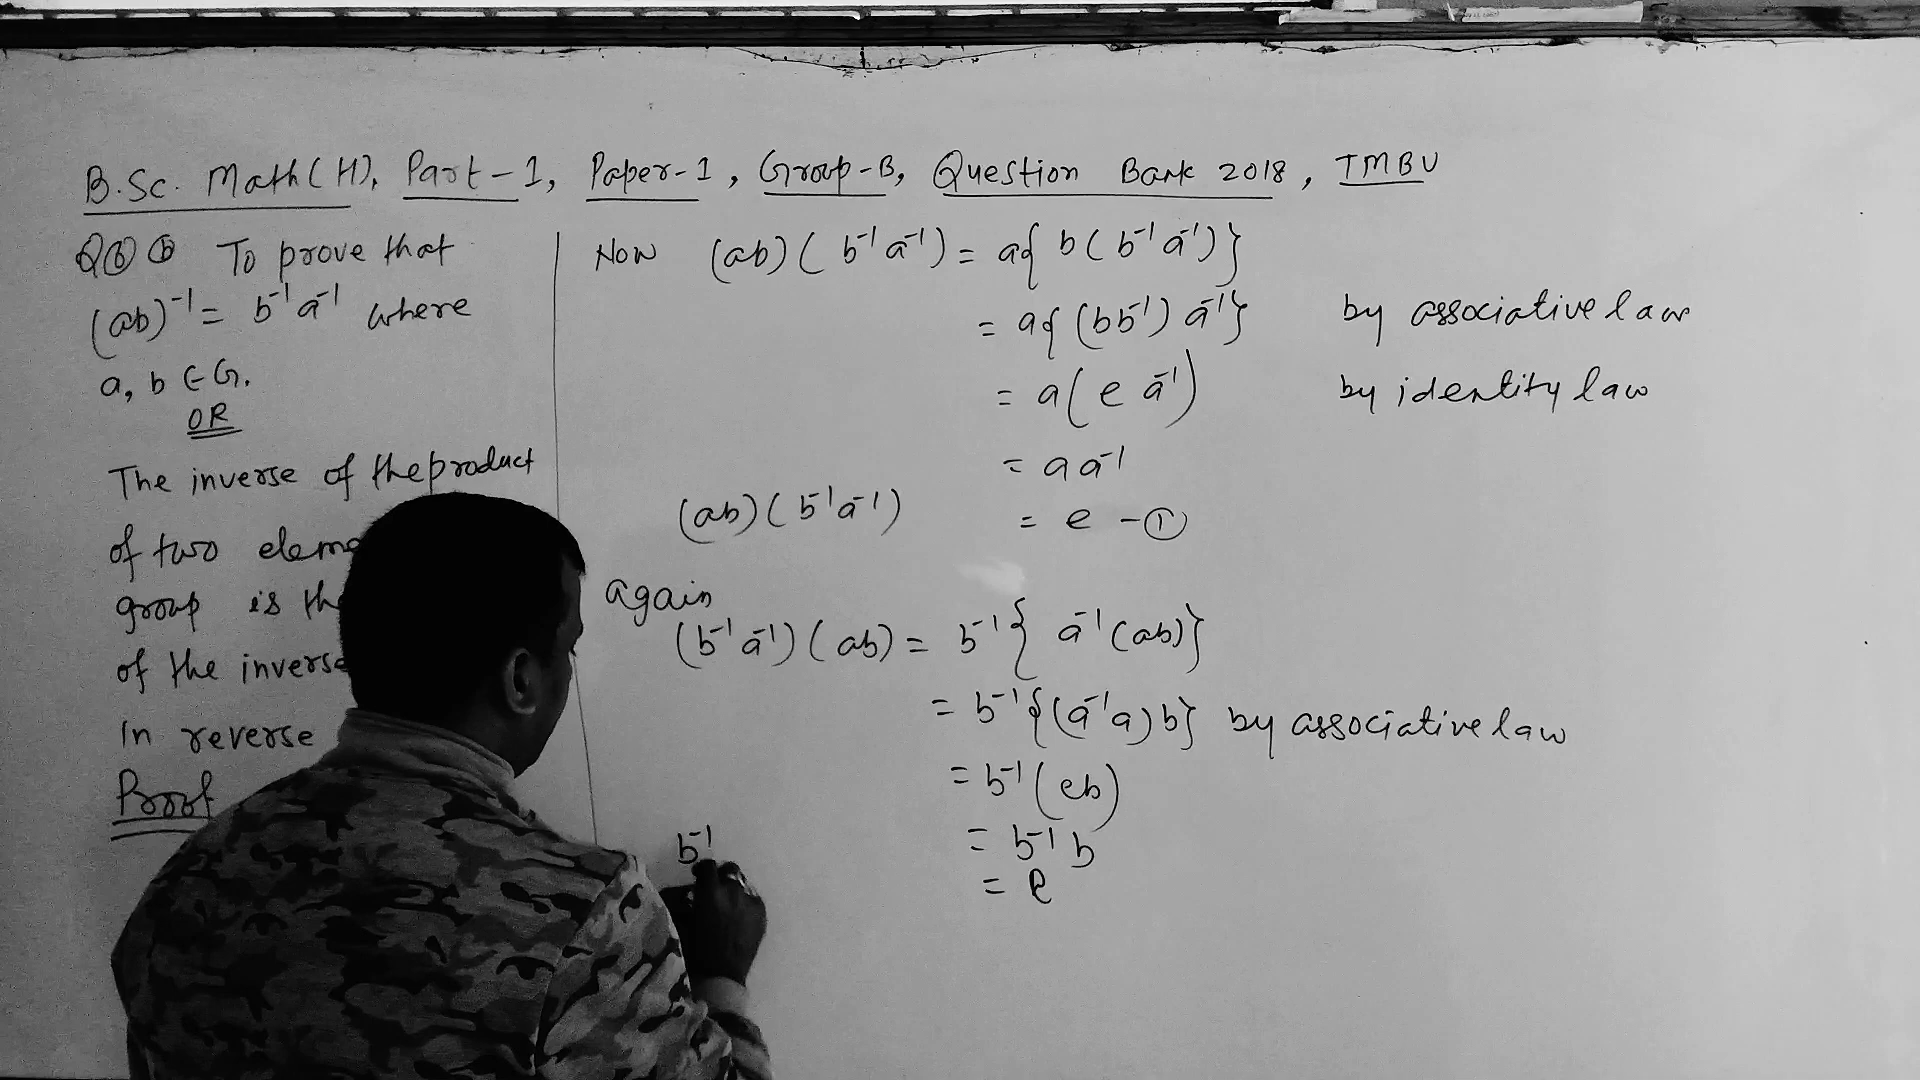 B.Sc. Math (H), Part-1, Paper-1, Group-B, Question Bank 2018, TMBU
Q⑥ ⓑ To prove that
(ab)⁻¹ = b⁻¹a⁻¹ where
a, b ∈ G.
OR
The inverse of the product
of two
group is
of the
In reverse
Proof
Now (ab)(b⁻¹a⁻¹) = a{b(b⁻¹a⁻¹)}
= a{(bb⁻¹)a⁻¹} by associative law
= a(ea⁻¹) by identity law
= aa⁻¹
(ab)(b⁻¹a⁻¹) = e -①
again
(b⁻¹a⁻¹)(ab) = b⁻¹{a⁻¹(ab)}
= b⁻¹{(a⁻¹a)b} by associative law
= b⁻¹(eb)
= b⁻¹b
b⁻¹ = e